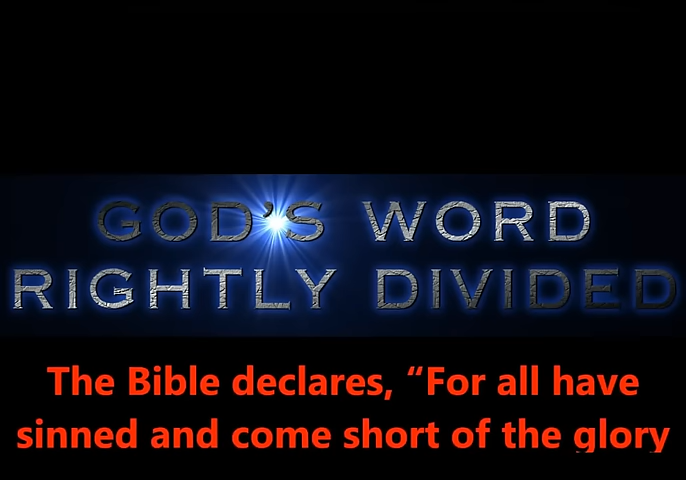 GOD'S WORD
RIGHTLY DIVIDED
The Bible declares, “For all have
sinned and come short of the glory